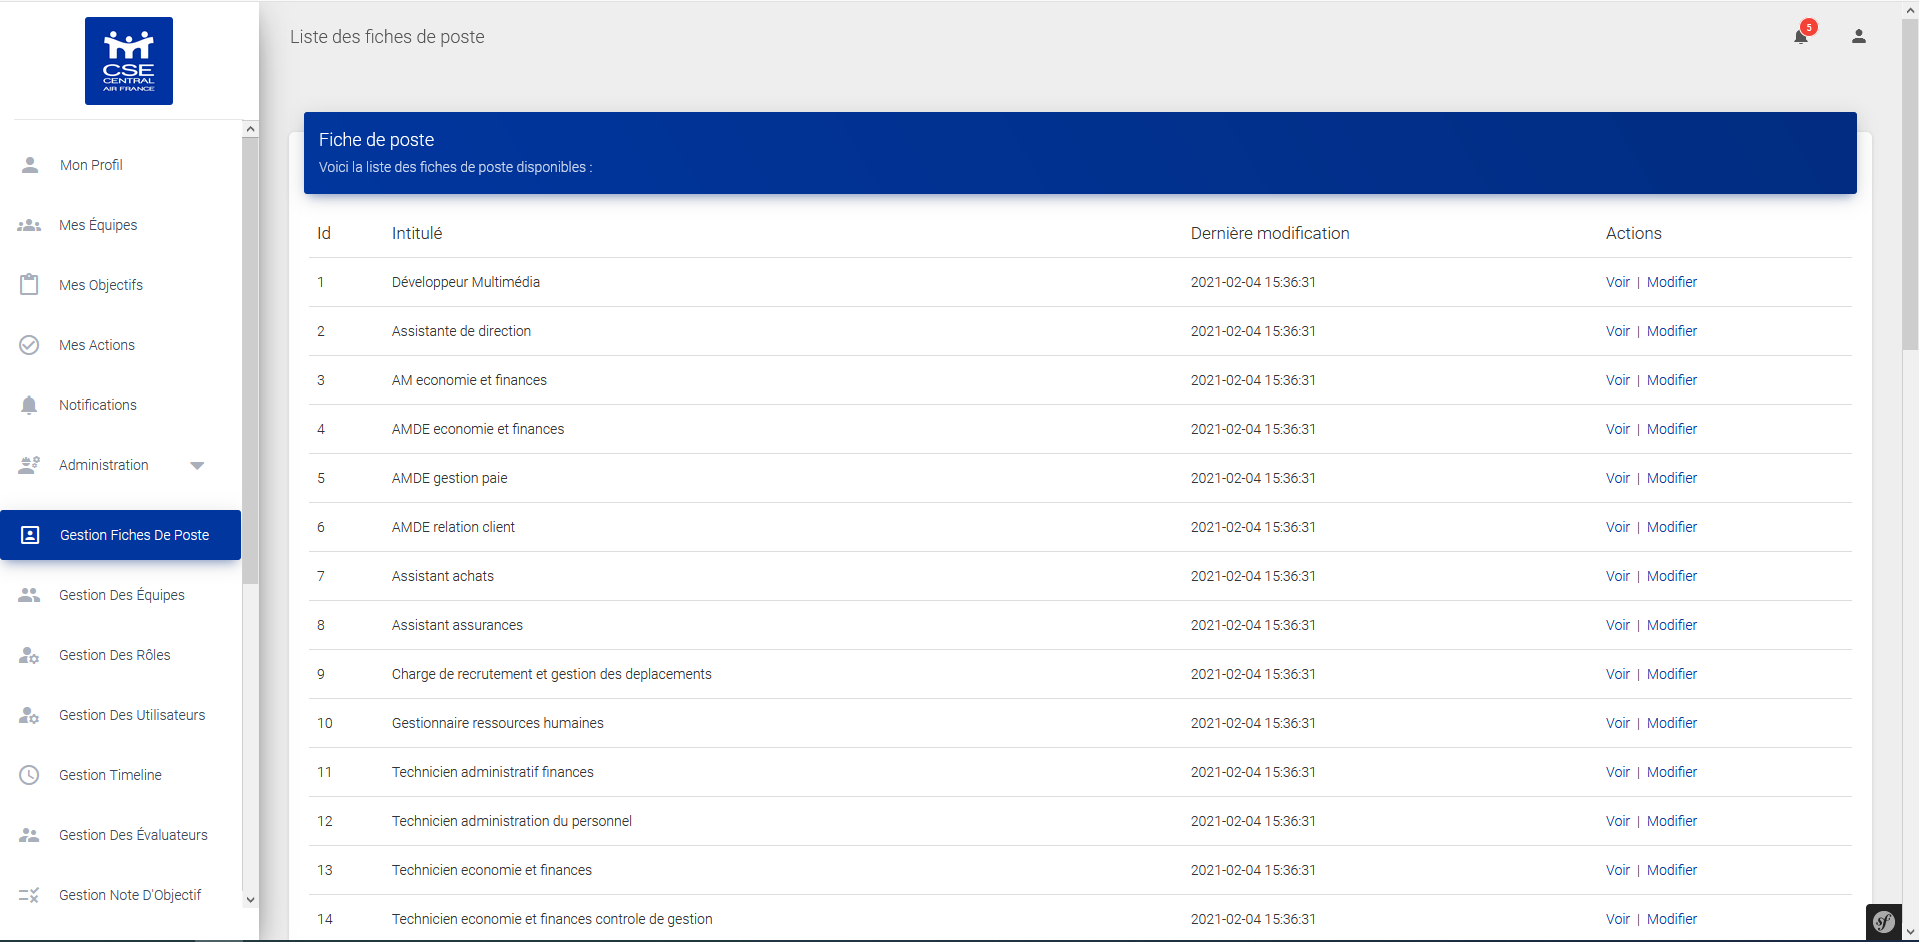 CSE
CENTRAL
AIR FRANCE
Mon Profil
Mes Équipes
Mes Objectifs
Mes Actions
Notifications
Administration
Gestion Fiches De Poste
Gestion Des Équipes
Gestion Des Rôles
Gestion Des Utilisateurs
Gestion Timeline
Gestion Des Évaluateurs
Gestion Note D'Objectif
Liste des fiches de poste
5
Fiche de poste
Voici la liste des fiches de poste disponibles :
Id Intitulé Dernière modification Actions
1 Développeur Multimédia 2021-02-04 15:36:31 Voir | Modifier
2 Assistante de direction 2021-02-04 15:36:31 Voir | Modifier
3 AM economie et finances 2021-02-04 15:36:31 Voir | Modifier
4 AMDE economie et finances 2021-02-04 15:36:31 Voir | Modifier
5 AMDE gestion paie 2021-02-04 15:36:31 Voir | Modifier
6 AMDE relation client 2021-02-04 15:36:31 Voir | Modifier
7 Assistant achats 2021-02-04 15:36:31 Voir | Modifier
8 Assistant assurances 2021-02-04 15:36:31 Voir | Modifier
9 Charge de recrutement et gestion des deplacements 2021-02-04 15:36:31 Voir | Modifier
10 Gestionnaire ressources humaines 2021-02-04 15:36:31 Voir | Modifier
11 Technicien administratif finances 2021-02-04 15:36:31 Voir | Modifier
12 Technicien administration du personnel 2021-02-04 15:36:31 Voir | Modifier
13 Technicien economie et finances 2021-02-04 15:36:31 Voir | Modifier
14 Technicien economie et finances controle de gestion 2021-02-04 15:36:31 Voir | Modifier
sf